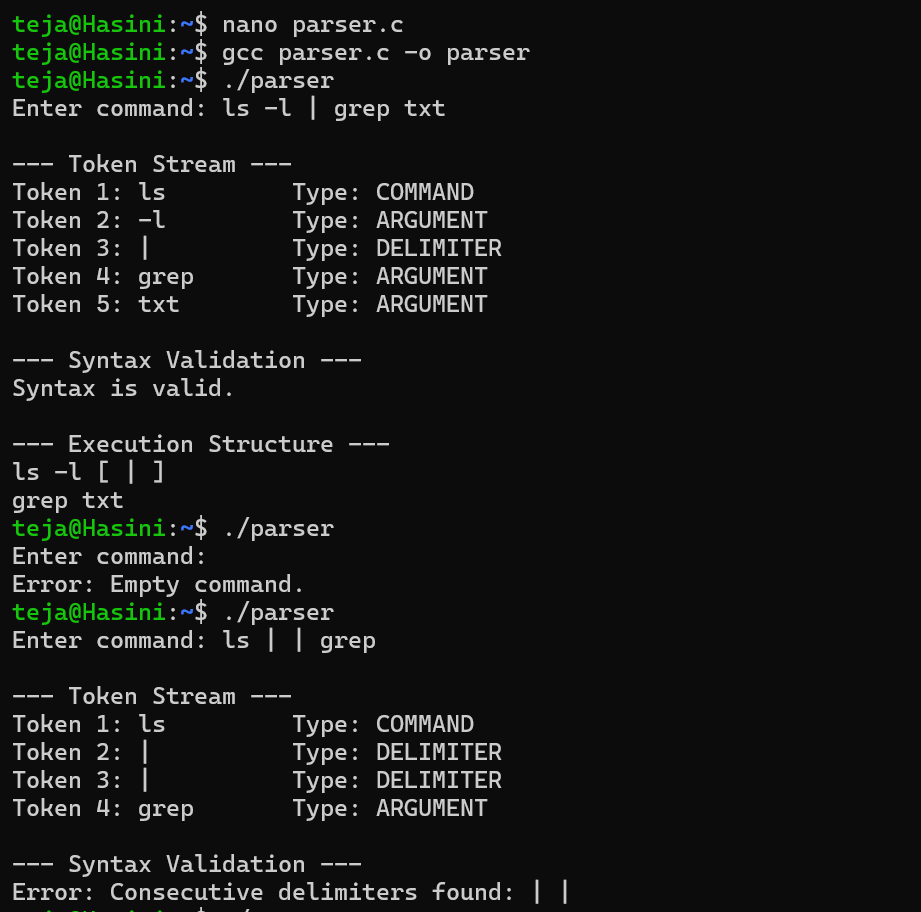 teja@Hasini:~$ nano parser.c
teja@Hasini:~$ gcc parser.c -o parser
teja@Hasini:~$ ./parser
Enter command: ls -l | grep txt
--- Token Stream ---
Token 1: ls         Type: COMMAND
Token 2: -l         Type: ARGUMENT
Token 3: |          Type: DELIMITER
Token 4: grep       Type: ARGUMENT
Token 5: txt        Type: ARGUMENT
--- Syntax Validation ---
Syntax is valid.
--- Execution Structure ---
ls -l [ | ]
grep txt
teja@Hasini:~$ ./parser
Enter command:
Error: Empty command.
teja@Hasini:~$ ./parser
Enter command: ls | | grep
--- Token Stream ---
Token 1: ls         Type: COMMAND
Token 2: |          Type: DELIMITER
Token 3: |          Type: DELIMITER
Token 4: grep       Type: ARGUMENT
--- Syntax Validation ---
Error: Consecutive delimiters found: | |